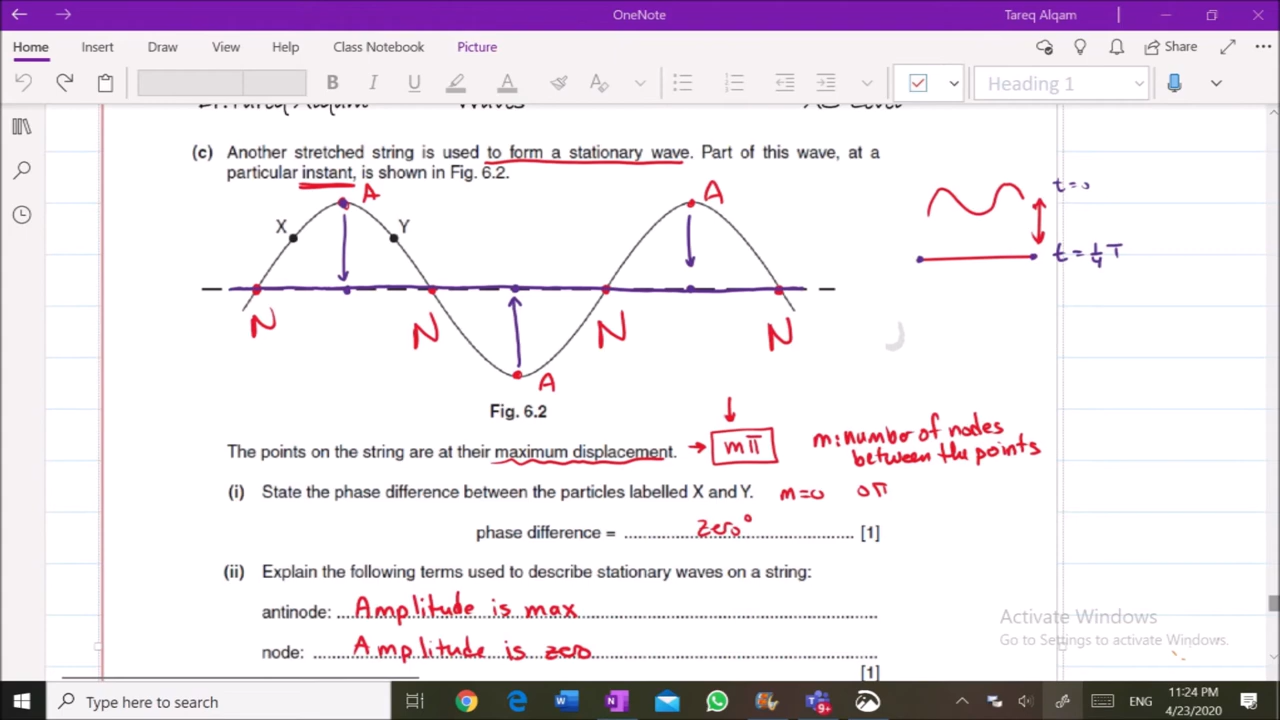 OneNote
Tareq Alqam
Home Insert Draw View Help Class Notebook Picture Share
B I U A Heading 1
Waves
(c) Another stretched string is used to form a stationary wave. Part of this wave, at a
particular instant, is shown in Fig. 6.2.
A A
X Y
N N N N
A
t = 0
t = 1/4 T
Fig. 6.2
The points on the string are at their maximum displacement. → mπ
m: number of nodes
between the points
(i) State the phase difference between the particles labelled X and Y. m=0 0π
phase difference = ........ zero° ........ [1]
(ii) Explain the following terms used to describe stationary waves on a string:
antinode: ... Amplitude is max ........
node: ........ Amplitude is zero ........
[1]
Activate Windows
Go to Settings to activate Windows.
Type here to search
9+
ENG
11:24 PM
4/23/2020